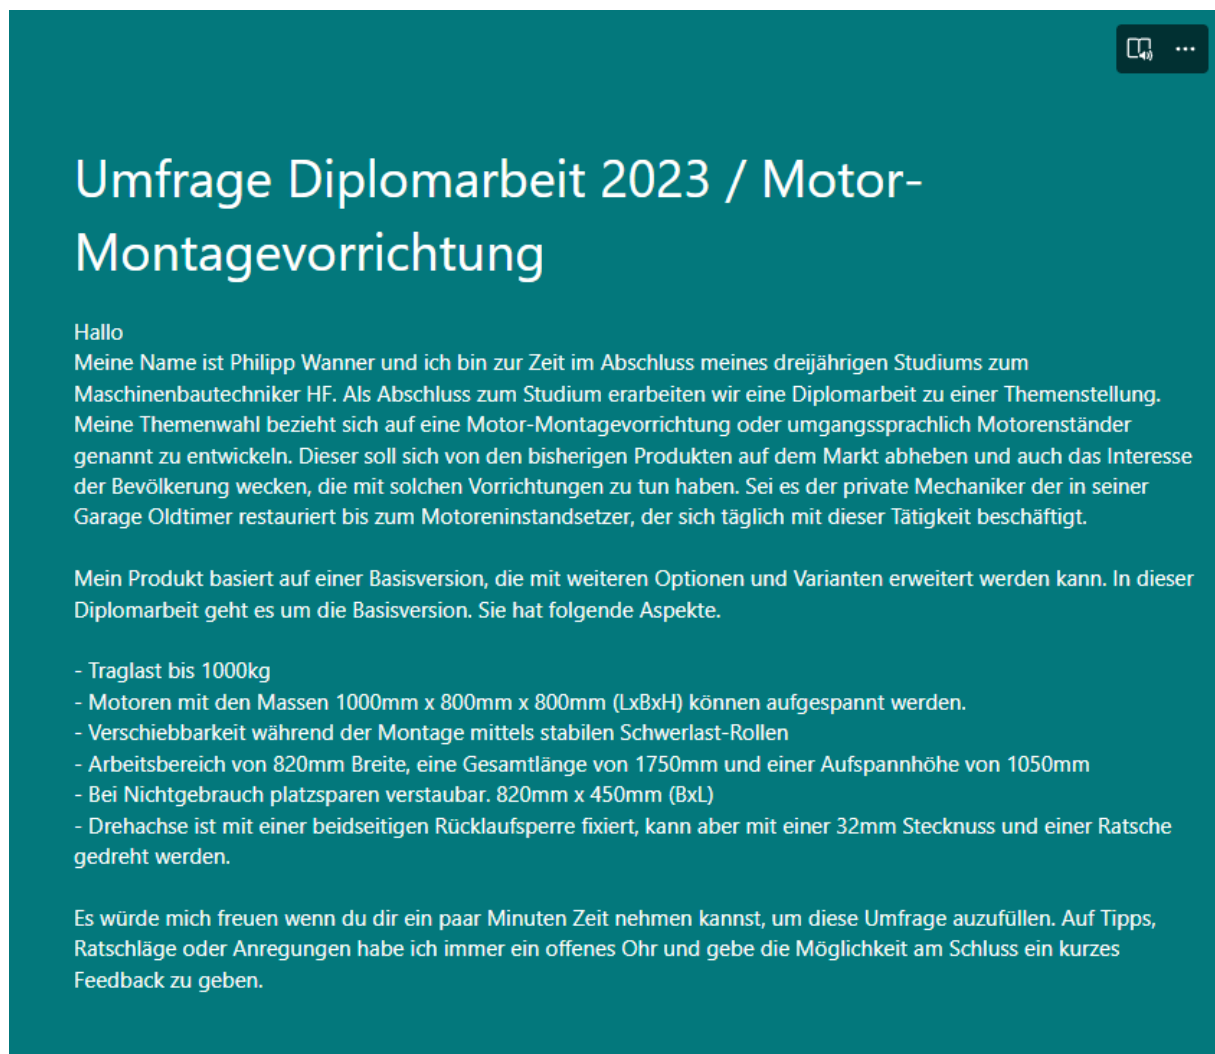 Umfrage Diplomarbeit 2023 / Motor-
Montagevorrichtung
Hallo
Meine Name ist Philipp Wanner und ich bin zur Zeit im Abschluss meines dreijährigen Studiums zum
Maschinenbautechniker HF. Als Abschluss zum Studium erarbeiten wir eine Diplomarbeit zu einer Themenstellung.
Meine Themenwahl bezieht sich auf eine Motor-Montagevorrichtung oder umgangssprachlich Motorenständer
genannt zu entwickeln. Dieser soll sich von den bisherigen Produkten auf dem Markt abheben und auch das Interesse
der Bevölkerung wecken, die mit solchen Vorrichtungen zu tun haben. Sei es der private Mechaniker der in seiner
Garage Oldtimer restauriert bis zum Motoreninstandsetzer, der sich täglich mit dieser Tätigkeit beschäftigt.
Mein Produkt basiert auf einer Basisversion, die mit weiteren Optionen und Varianten erweitert werden kann. In dieser
Diplomarbeit geht es um die Basisversion. Sie hat folgende Aspekte.
- Traglast bis 1000kg
- Motoren mit den Massen 1000mm x 800mm x 800mm (LxBxH) können aufgespannt werden.
- Verschiebbarkeit während der Montage mittels stabilen Schwerlast-Rollen
- Arbeitsbereich von 820mm Breite, eine Gesamtlänge von 1750mm und einer Aufspannhöhe von 1050mm
- Bei Nichtgebrauch platzsparen verstaubar. 820mm x 450mm (BxL)
- Drehachse ist mit einer beidseitigen Rücklaufsperre fixiert, kann aber mit einer 32mm Stecknuss und einer Ratsche
gedreht werden.
Es würde mich freuen wenn du dir ein paar Minuten Zeit nehmen kannst, um diese Umfrage auzufüllen. Auf Tipps,
Ratschläge oder Anregungen habe ich immer ein offenes Ohr und gebe die Möglichkeit am Schluss ein kurzes
Feedback zu geben.